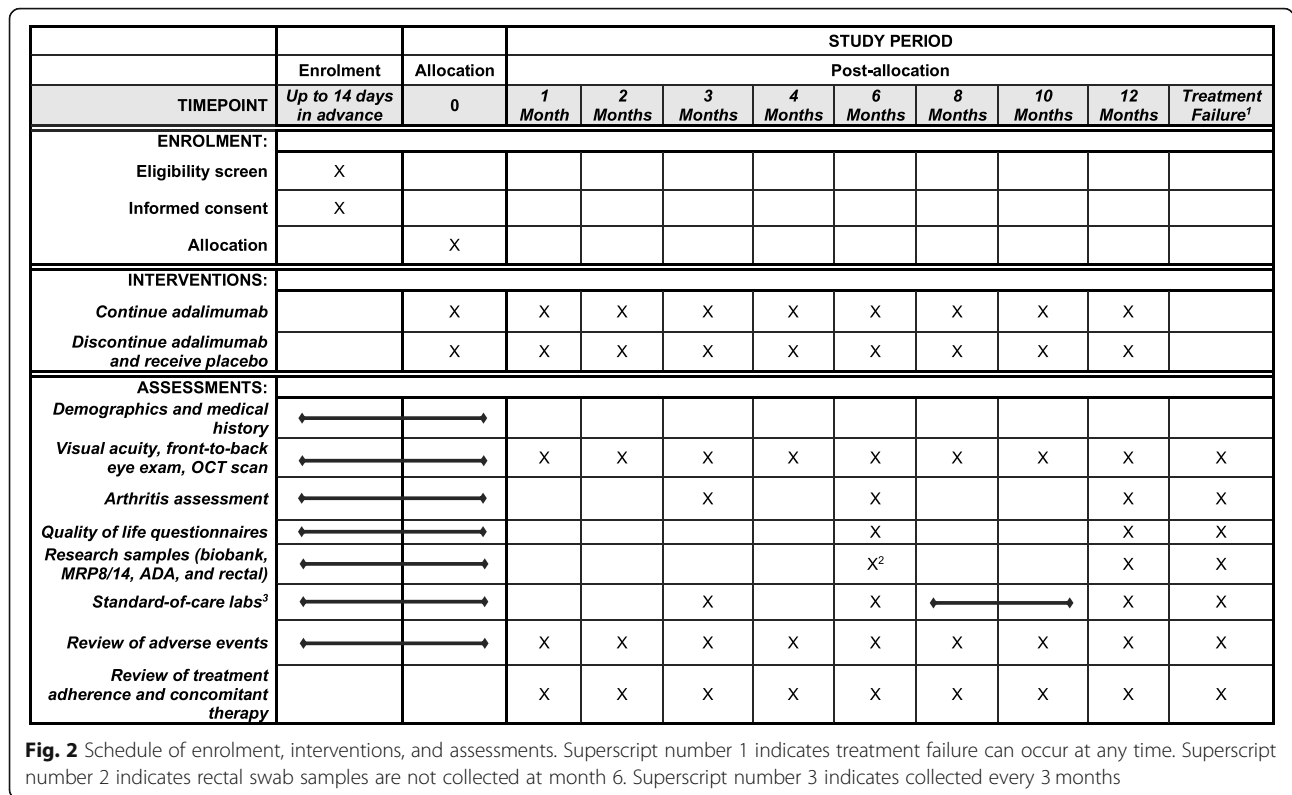 STUDY PERIOD
Enrolment Allocation Post-allocation
TIMEPOINT Up to 14 days in advance 0 1 Month 2 Months 3 Months 4 Months 6 Months 8 Months 10 Months 12 Months Treatment Failure¹
ENROLMENT:
Eligibility screen X
Informed consent X
Allocation X
INTERVENTIONS:
Continue adalimumab X X X X X X X X X
Discontinue adalimumab
and receive placebo X X X X X X X X X
ASSESSMENTS:
Demographics and medical
history
Visual acuity, front-to-back
eye exam, OCT scan X X X X X X X X X
Arthritis assessment X X X X
Quality of life questionnaires X X X
Research samples (biobank,
MRP8/14, ADA, and rectal) X² X X
Standard-of-care labs³ X X X X
Review of adverse events X X X X X X X X X
Review of treatment
adherence and concomitant
therapy X X X X X X X X X
Fig. 2 Schedule of enrolment, interventions, and assessments. Superscript number 1 indicates treatment failure can occur at any time. Superscript
number 2 indicates rectal swab samples are not collected at month 6. Superscript number 3 indicates collected every 3 months